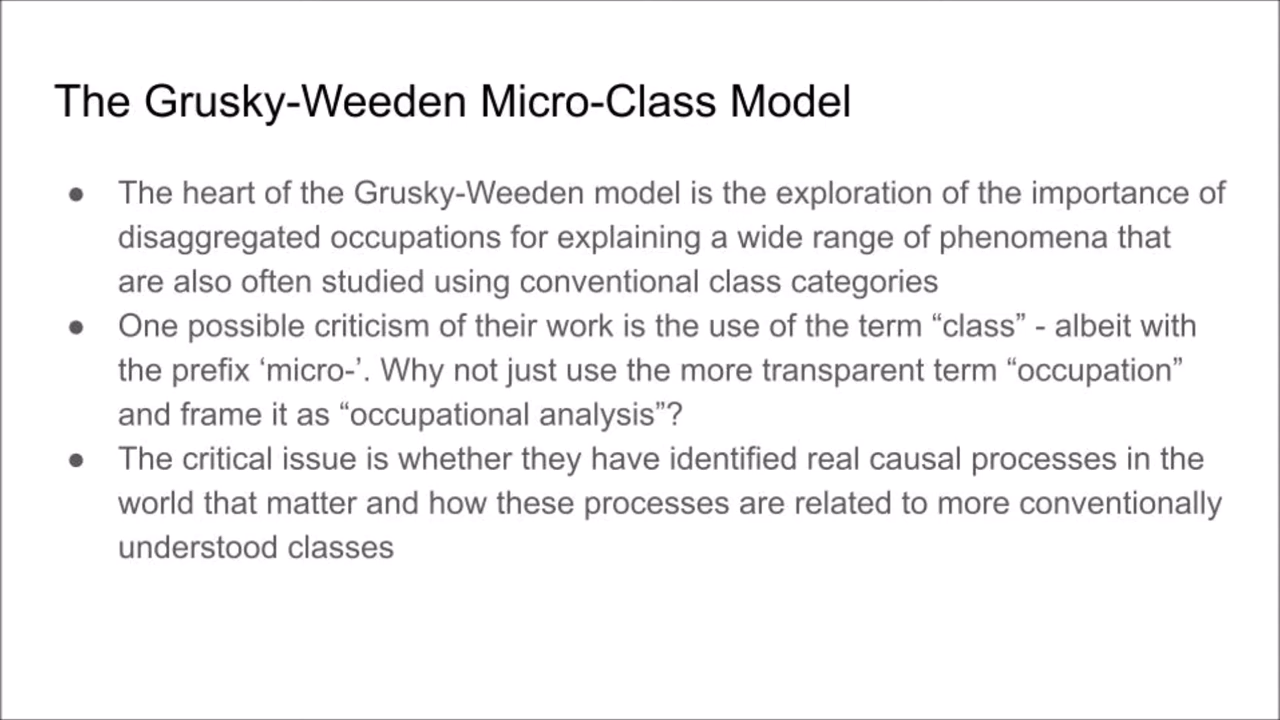 The Grusky-Weeden Micro-Class Model
● The heart of the Grusky-Weeden model is the exploration of the importance of
disaggregated occupations for explaining a wide range of phenomena that
are also often studied using conventional class categories
● One possible criticism of their work is the use of the term “class” - albeit with
the prefix ‘micro-’. Why not just use the more transparent term “occupation”
and frame it as “occupational analysis”?
● The critical issue is whether they have identified real causal processes in the
world that matter and how these processes are related to more conventionally
understood classes